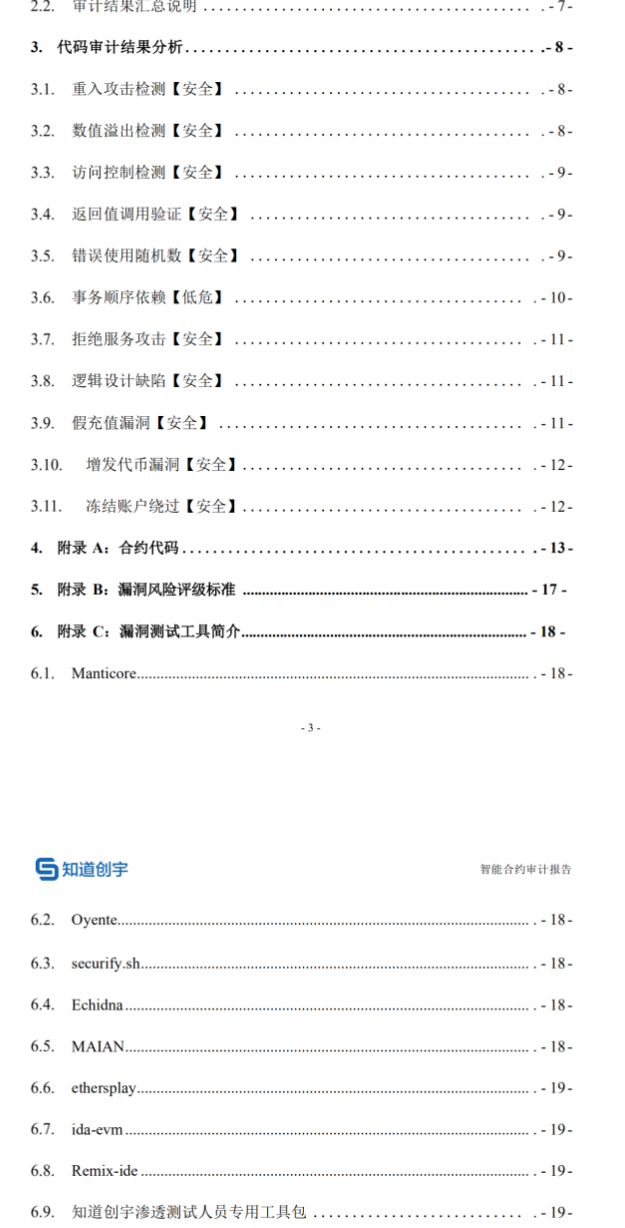 2.2. 审计结果汇总说明 ........................................ - 7 -
3. 代码审计结果分析........................................ - 8 -
3.1. 重入攻击检测【安全】 ........................................ - 8 -
3.2. 数值溢出检测【安全】 ........................................ - 8 -
3.3. 访问控制检测【安全】 ........................................ - 9 -
3.4. 返回值调用验证【安全】 ........................................ - 9 -
3.5. 错误使用随机数【安全】 ........................................ - 9 -
3.6. 事务顺序依赖【低危】 ........................................ - 10 -
3.7. 拒绝服务攻击【安全】 ........................................ - 11 -
3.8. 逻辑设计缺陷【安全】 ........................................ - 11 -
3.9. 假充值漏洞【安全】 ........................................ - 11 -
3.10. 增发代币漏洞【安全】........................................ - 12 -
3.11. 冻结账户绕过【安全】........................................ - 12 -
4. 附录 A：合约代码........................................ - 13 -
5. 附录 B：漏洞风险评级标准 ........................................ - 17 -
6. 附录 C：漏洞测试工具简介........................................ - 18 -
6.1. Manticore........................................ - 18 -
- 3 -
知道创宇 智能合约审计报告
6.2. Oyente........................................ - 18 -
6.3. securify.sh........................................ - 18 -
6.4. Echidna........................................ - 18 -
6.5. MAIAN........................................ - 18 -
6.6. ethersplay........................................ - 19 -
6.7. ida-evm........................................ - 19 -
6.8. Remix-ide........................................ - 19 -
6.9. 知道创宇渗透测试人员专用工具包 ........................................ - 19 -